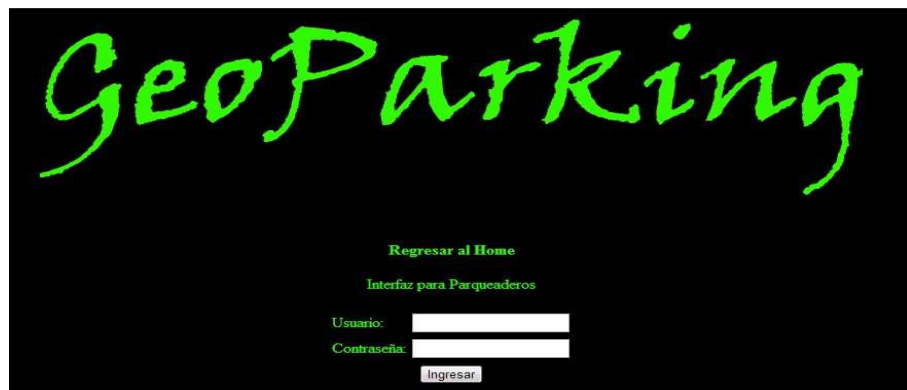 GeoParking
Regresar al Home
Interfaz para Parqueaderos
Usuario:
Contraseña:
Ingresar